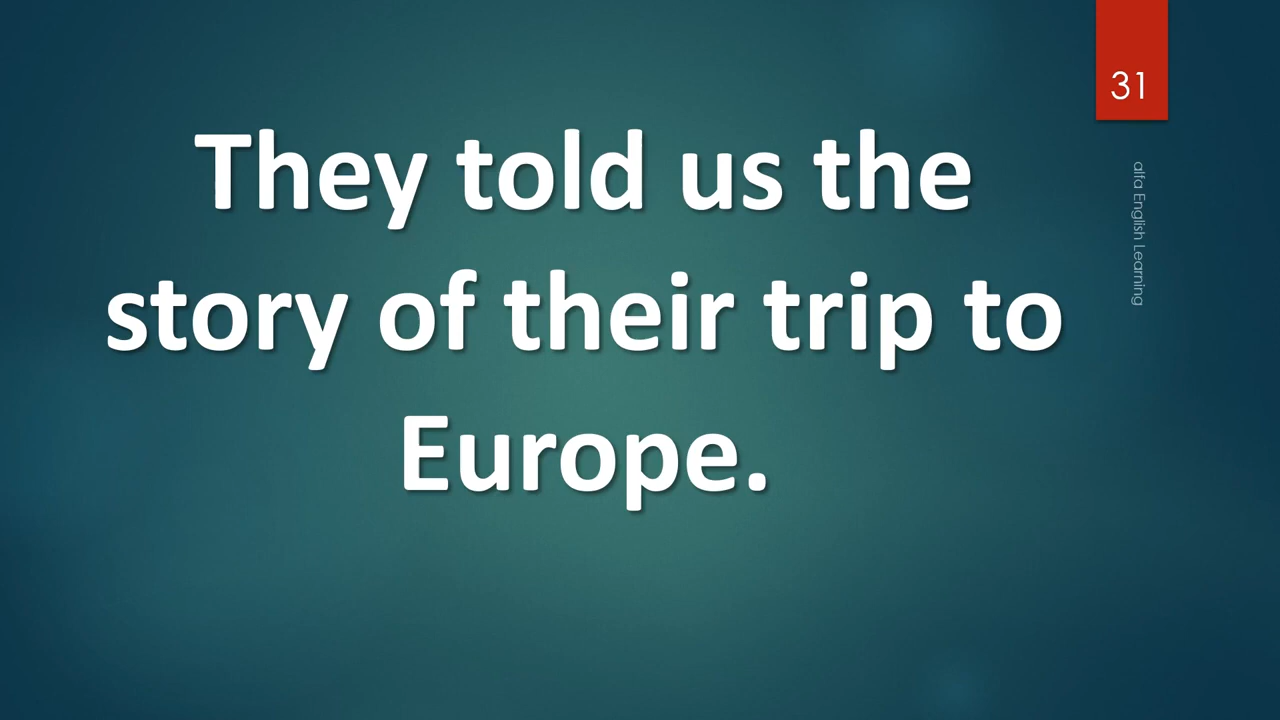 31
They told us the
story of their trip to
Europe.
alfa English Learning